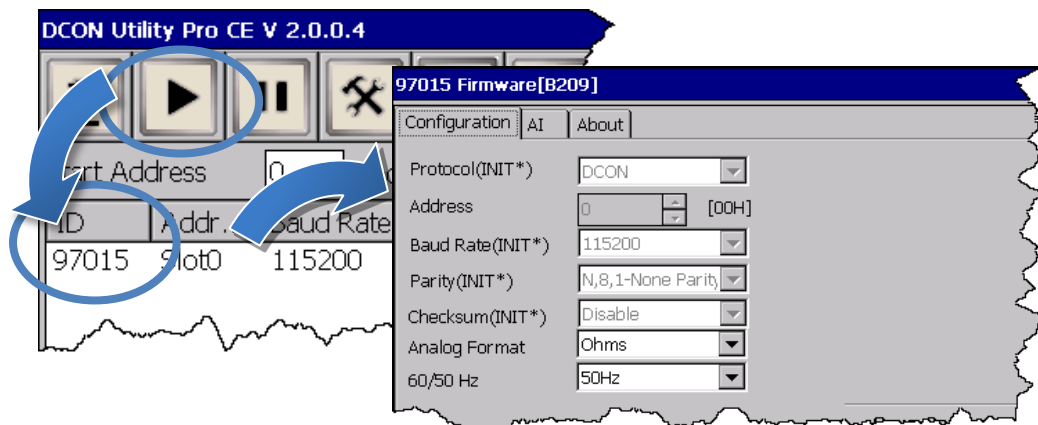 DCON Utility Pro CE V 2.0.0.4
Address 0
ID Addr. Baud Rate
97015 Slot0 115200
97015 Firmware[B209]
Configuration AI About
Protocol(INIT*) DCON
Address 0 [00H]
Baud Rate(INIT*) 115200
Parity(INIT*) N,8,1-None Parity
Checksum(INIT*) Disable
Analog Format Ohms
60/50 Hz 50Hz